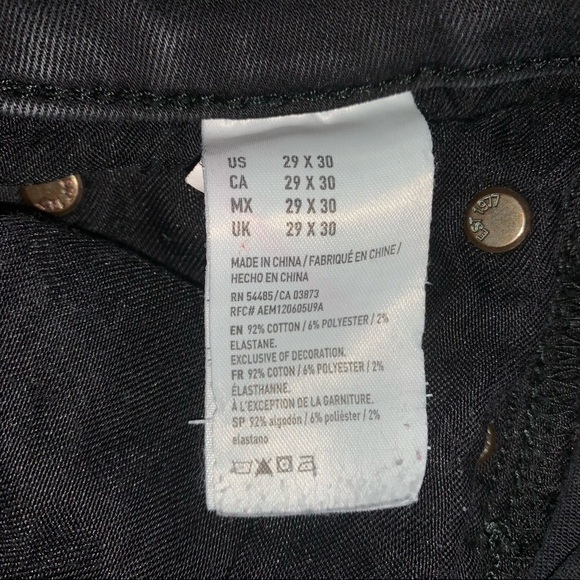 US 29 X 30
CA 29 X 30
MX 29 X 30
UK 29 X 30
MADE IN CHINA / FABRIQUÉ EN CHINE /
HECHO EN CHINA
RN 54485/CA 03873
RFC# AEM120605U9A
EN 92% COTTON / 6% POLYESTER / 2%
ELASTANE.
EXCLUSIVE OF DECORATION.
FR 92% COTON / 6% POLYESTER / 2%
ÉLASTHANNE.
À L'EXCEPTION DE LA GARNITURE.
SP 92% algodón / 6% poliéster / 2%
elastano
EST 1977